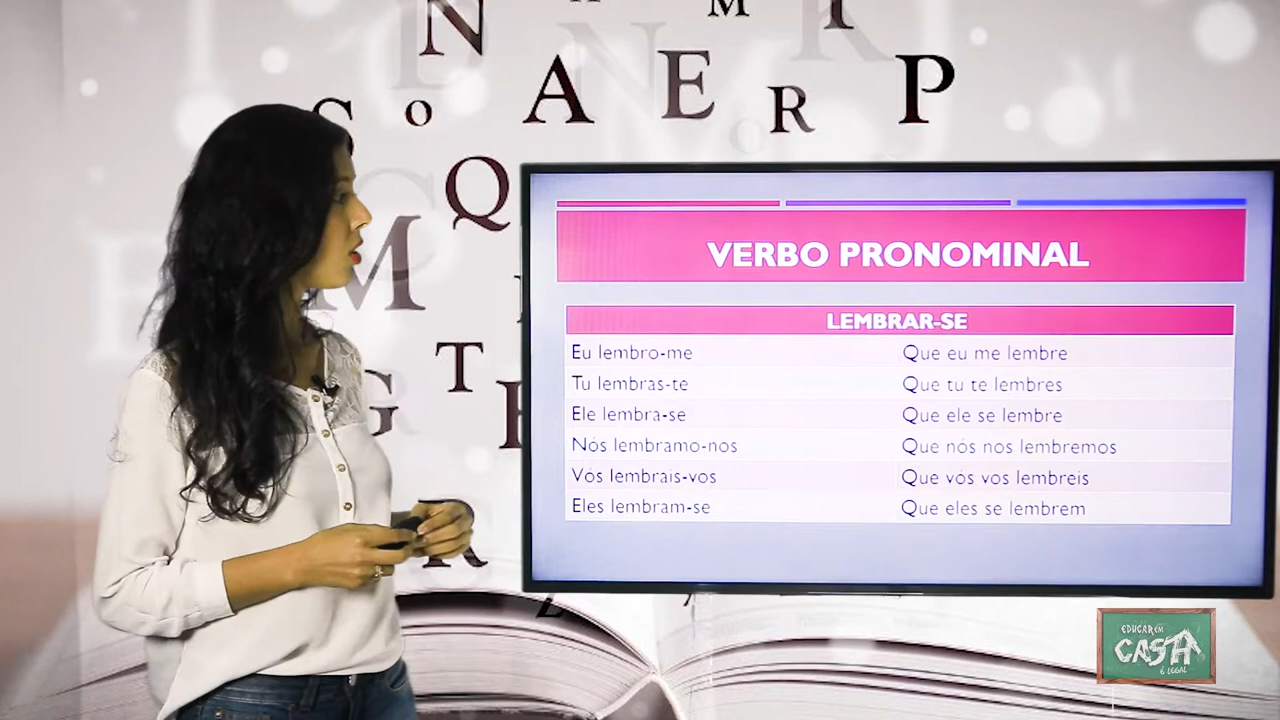 VERBO PRONOMINAL
LEMBRAR-SE
Eu lembro-me Que eu me lembre
Tu lembras-te Que tu te lembres
Ele lembra-se Que ele se lembre
Nós lembramo-nos Que nós nos lembremos
Vós lembrais-vos Que vós vos lembreis
Eles lembram-se Que eles se lembrem
EDUCAR EM
CASA
É LEGAL